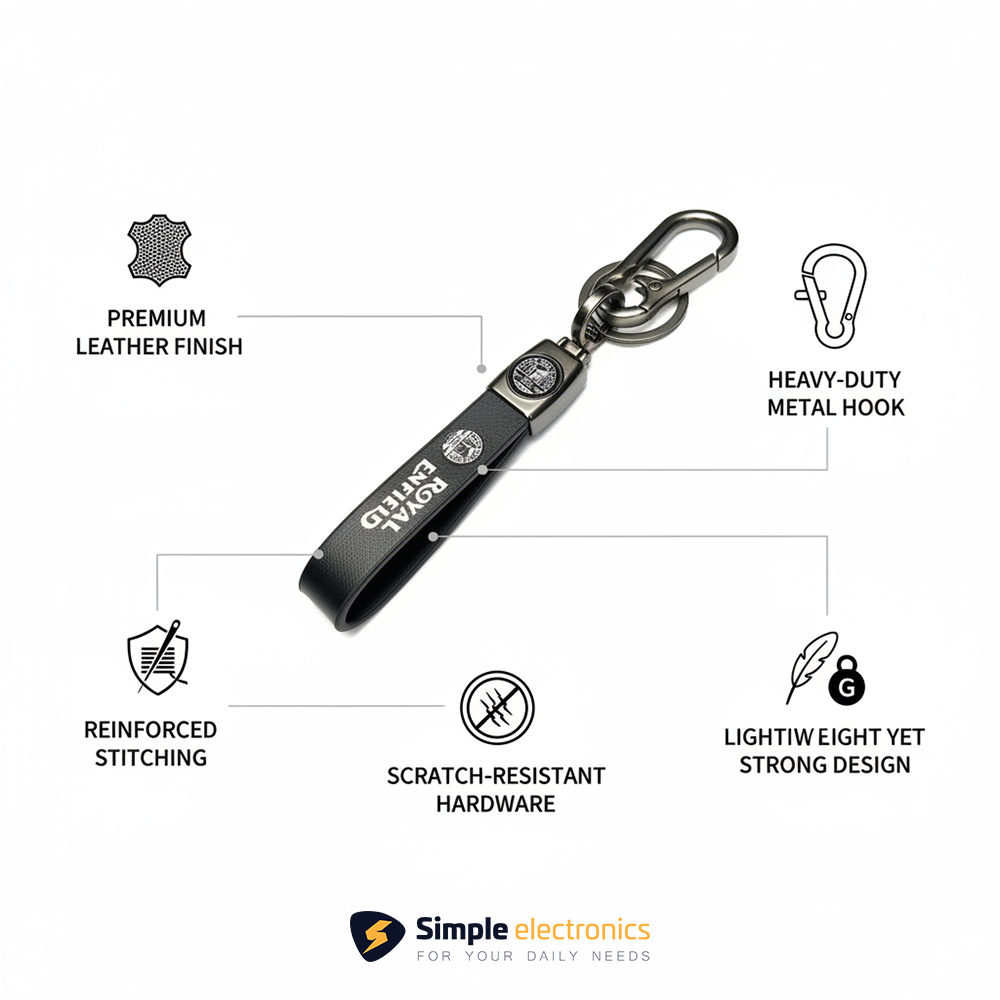 PREMIUM
LEATHER FINISH
HEAVY-DUTY
METAL HOOK
ROYAL
ENFIELD
REINFORCED
STITCHING
G
LIGHTIW EIGHT YET
STRONG DESIGN
SCRATCH-RESISTANT
HARDWARE
Simple electronics
FOR YOUR DAILY NEEDS